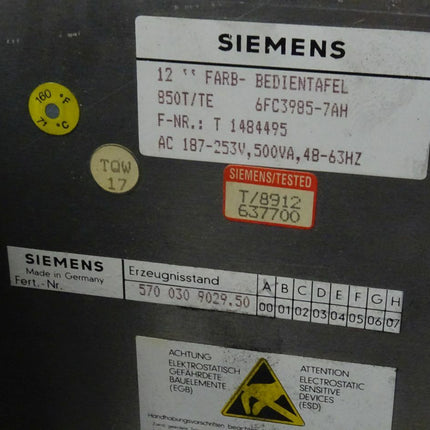 SIEMENS
12 " FARB- BEDIENTAFEL
850T/TE 6FC3985-7AH
F-NR.: T 1484495
AC 187-253V,500VA,48-63HZ
160 °F
71 °C
TQW
17
SIEMENS/TESTED
T/8912
637700
SIEMENS
Made in Germany
Fert.-Nr.
Erzeugnisstand
570 030 9029.50
A B C D E F G H
00 01 02 03 04 05 06 07
ACHTUNG
ELEKTROSTATISCH
GEFÄHRDETE
BAUELEMENTE
(EGB)
ATTENTION
ELECTROSTATIC
SENSITIVE
DEVICES
(ESD)
Handhabungsvorschriften